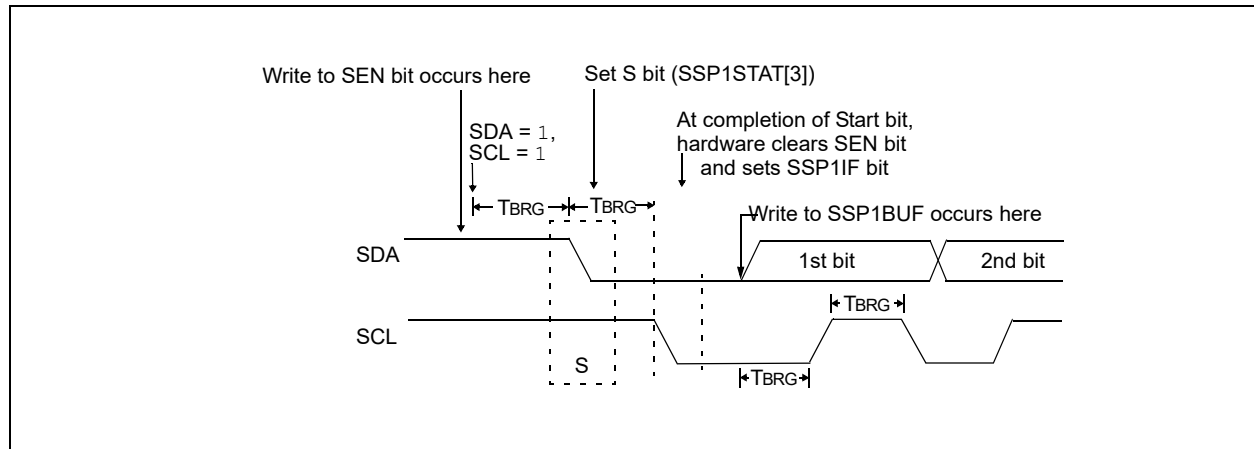 Write to SEN bit occurs here
Set S bit (SSP1STAT[3])
SDA = 1,
SCL = 1
At completion of Start bit,
hardware clears SEN bit
and sets SSP1IF bit
TBRG
TBRG
Write to SSP1BUF occurs here
SDA
1st bit
2nd bit
TBRG
SCL
S
TBRG